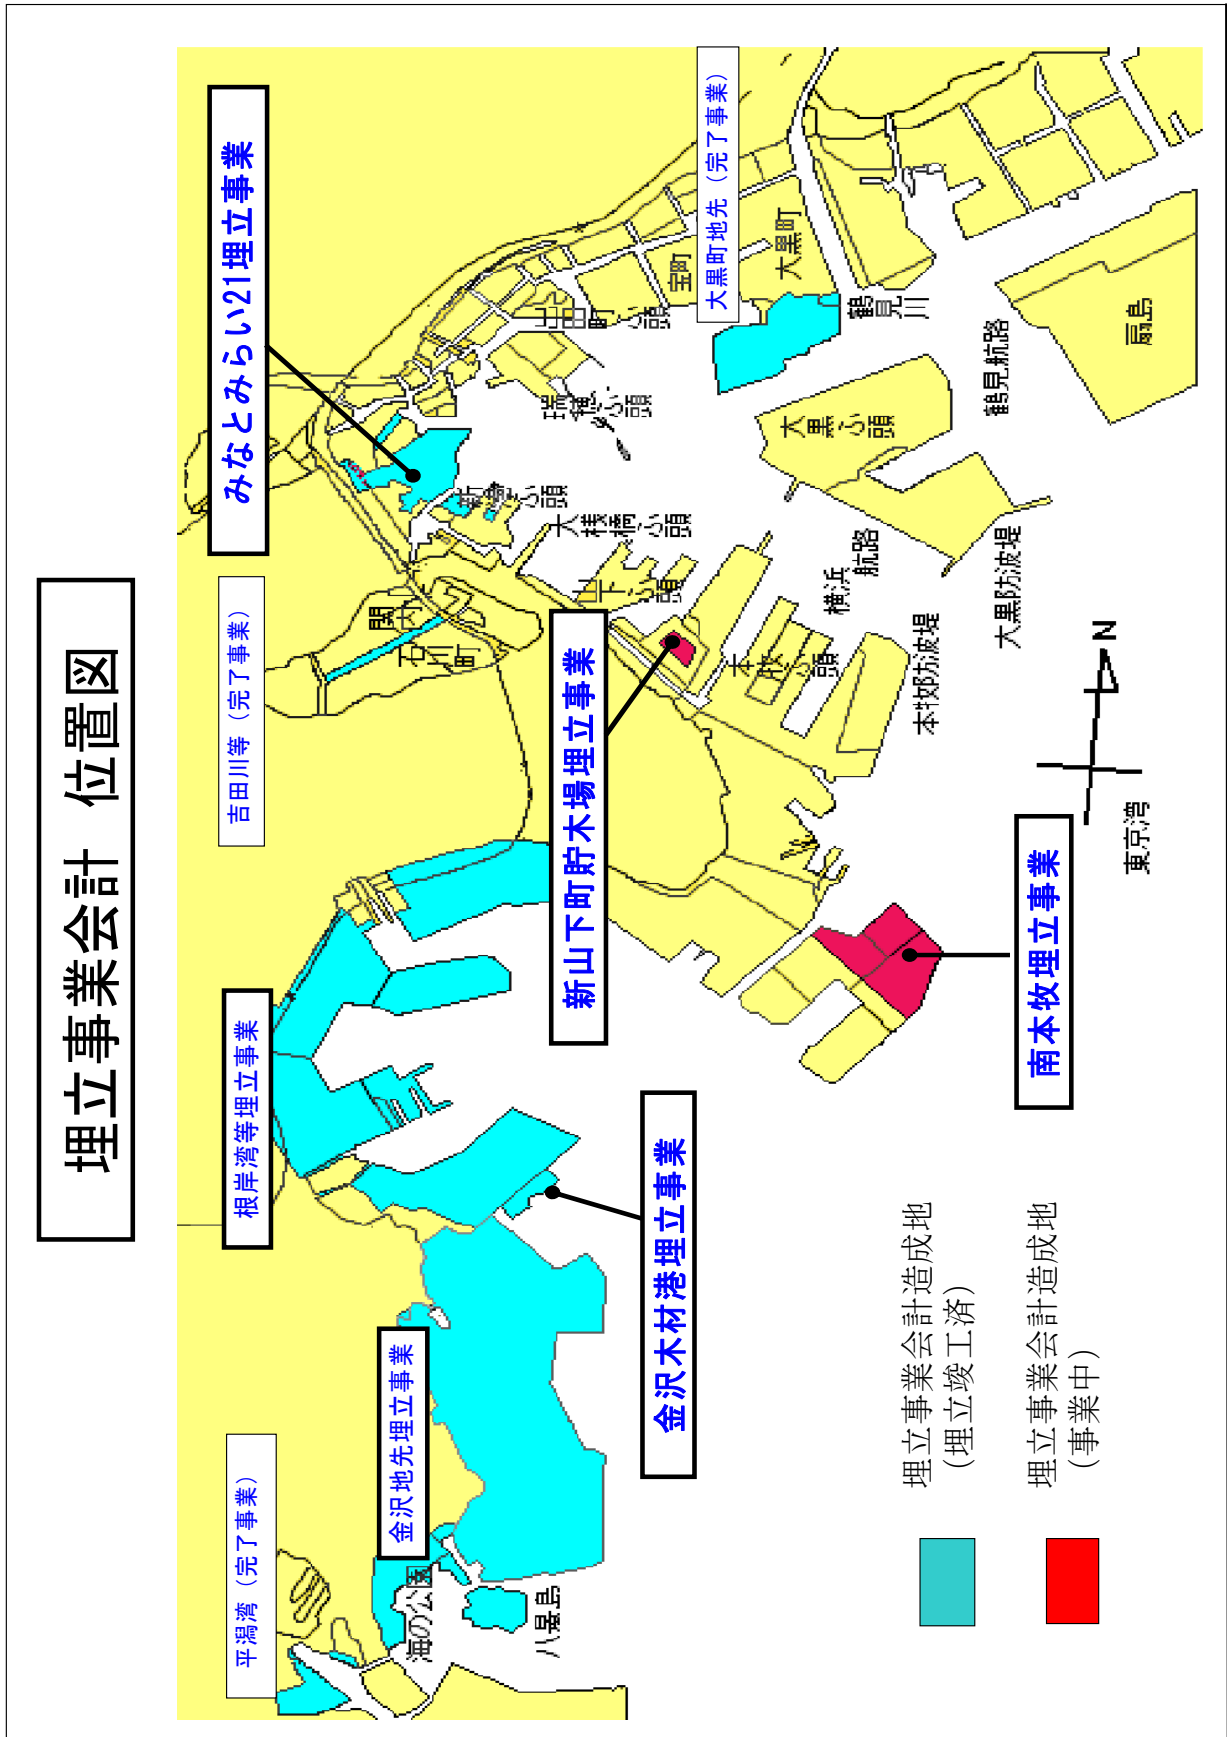 埋立事業会計 位置図
平潟湾（完了事業）
金沢地先埋立事業
根岸湾等埋立事業
吉田川等（完了事業）
みなとみらい21埋立事業
大黒町地先（完了事業）
新山下町貯木場埋立事業
金沢木材港埋立事業
南本牧埋立事業
海の公園
八景島
関内
石川町
新港ふ頭
大桟橋ふ頭
山下ふ頭
本牧ふ頭
瑞穂ふ頭
出田町ふ頭
宝町
大黒町
鶴見川
大黒ふ頭
鶴見航路
扇島
横浜
航路
大黒防波堤
本牧防波堤
N
東京湾
埋立事業会計造成地
(埋立竣工済)
埋立事業会計造成地
(事業中)